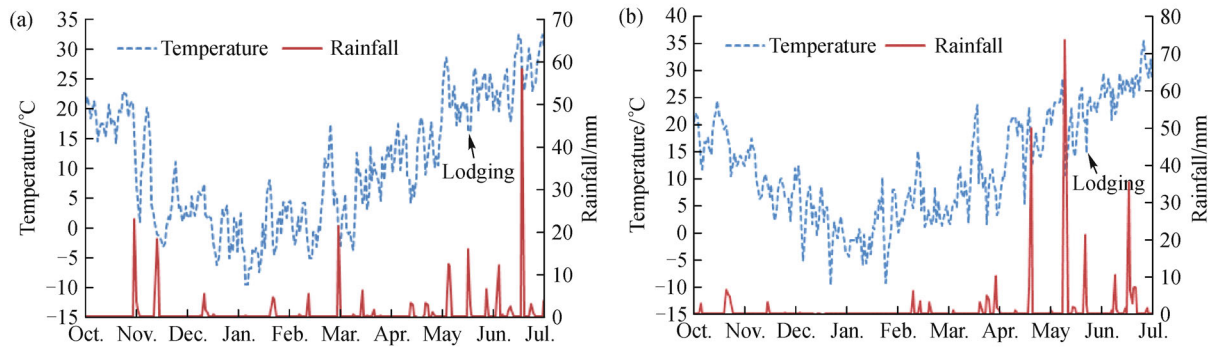 (a)
35
30
25
20
15
10
5
0
−5
−10
−15
Temperature/°C
Temperature
Rainfall
Lodging
70
60
50
40
30
20
10
0
Rainfall/mm
Oct. Nov. Dec. Jan. Feb. Mar. Apr. May Jun. Jul.
(b)
40
35
30
25
20
15
10
5
0
−5
−10
−15
Temperature/°C
Temperature
Rainfall
Lodging
80
70
60
50
40
30
20
10
0
Rainfall/mm
Oct. Nov. Dec. Jan. Feb. Mar. Apr. May Jun. Jul.